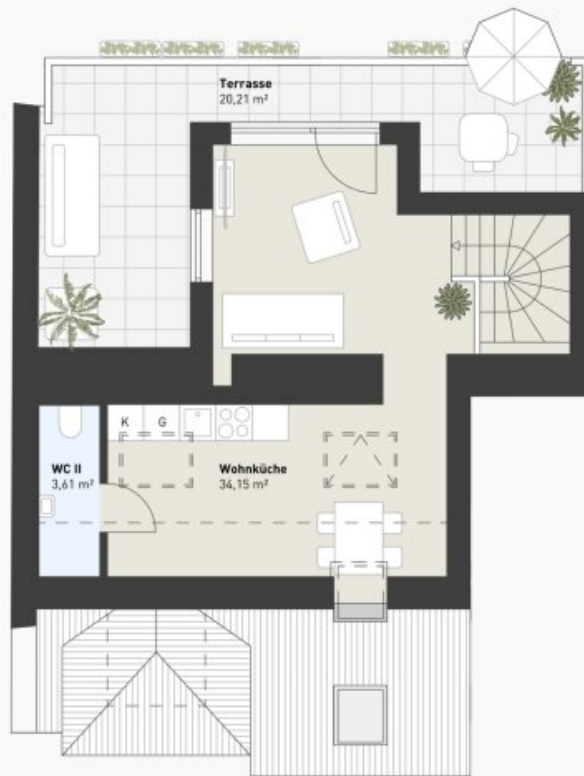 Terrasse
20,21 m²
K G
WC II
3,61 m²
Wohnküche
34,15 m²